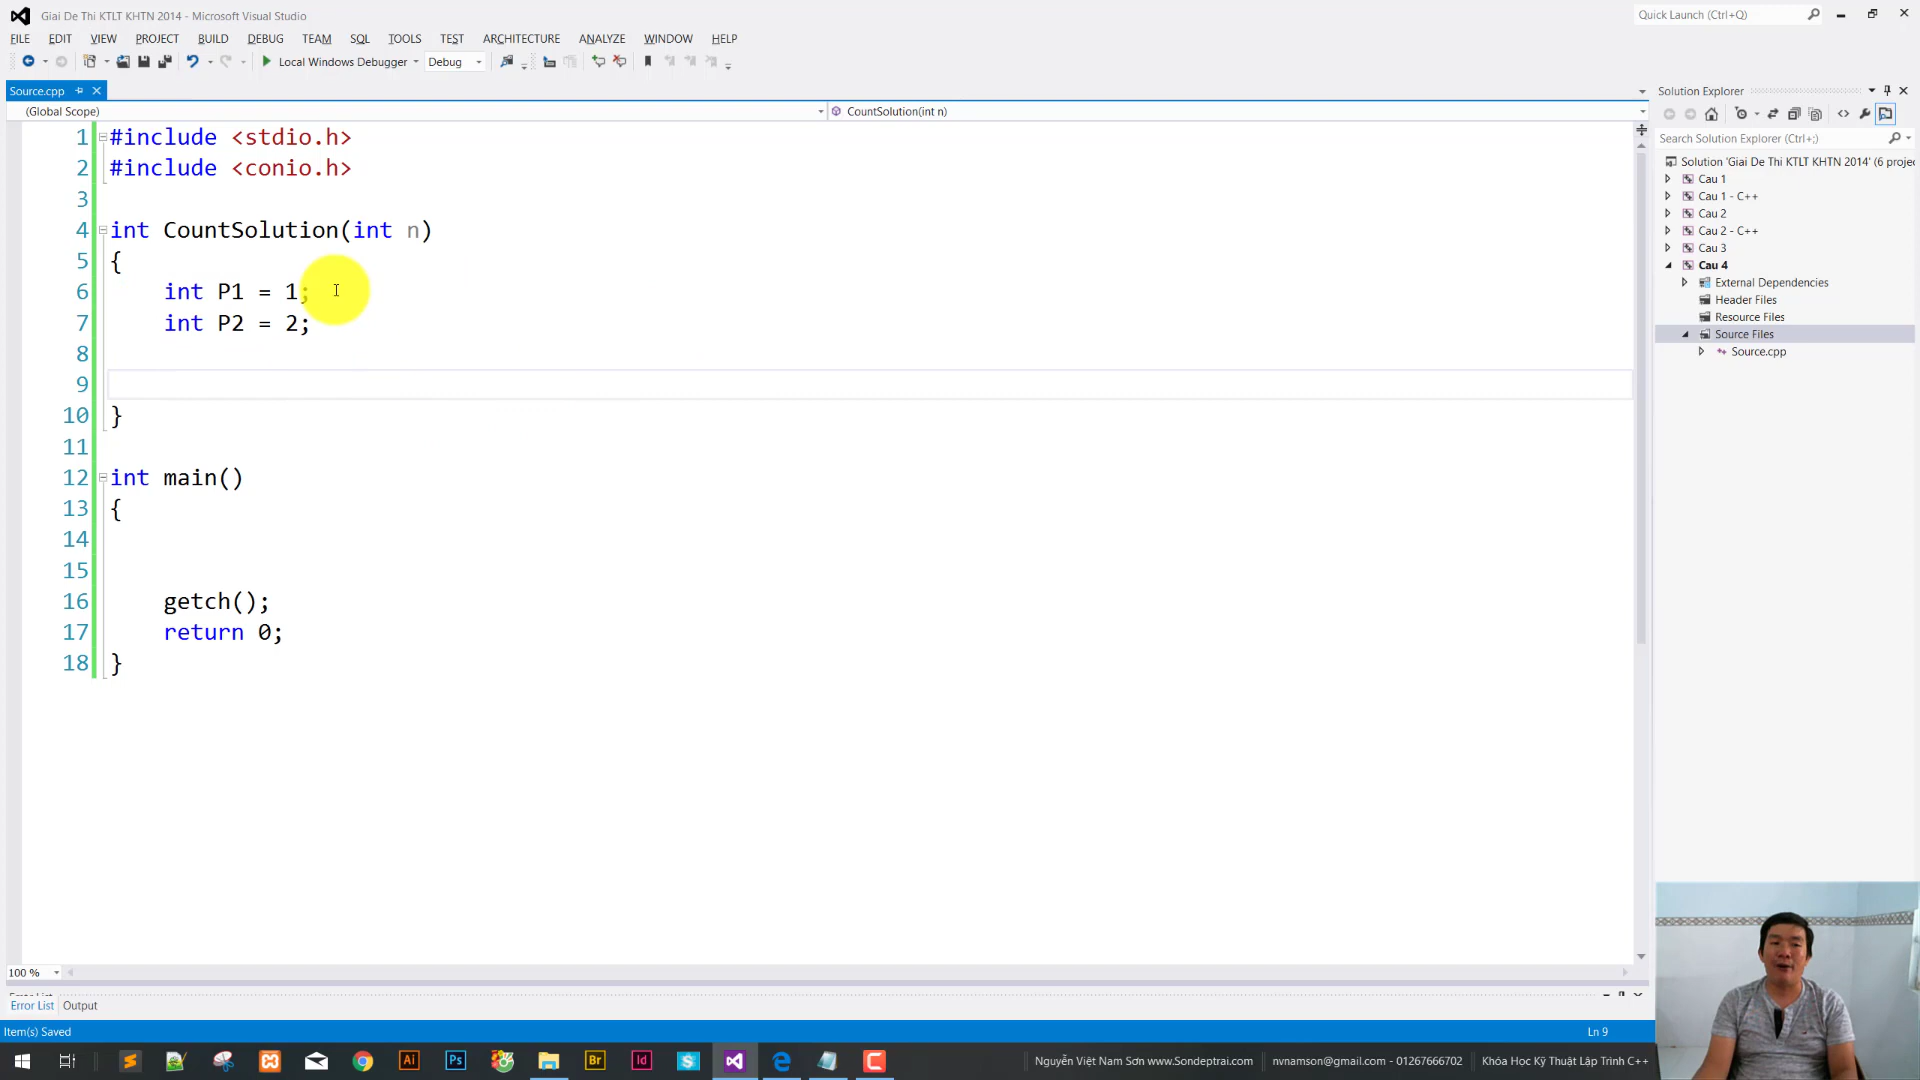 Giai De Thi KTLT KHTN 2014 - Microsoft Visual Studio
Quick Launch (Ctrl+Q)
FILE EDIT VIEW PROJECT BUILD DEBUG TEAM SQL TOOLS TEST ARCHITECTURE ANALYZE WINDOW HELP
Local Windows Debugger Debug
Source.cpp
Solution Explorer
(Global Scope) CountSolution(int n)
Search Solution Explorer (Ctrl+;)
Solution 'Giai De Thi KTLT KHTN 2014' (6 proje
Cau 1
Cau 1 - C++
Cau 2
Cau 2 - C++
Cau 3
Cau 4
External Dependencies
Header Files
Resource Files
Source Files
Source.cpp
1 #include <stdio.h>
2 #include <conio.h>
3
4 int CountSolution(int n)
5 {
6 int P1 = 1;
7 int P2 = 2;
8
9
10 }
11
12 int main()
13 {
14
15
16 getch();
17 return 0;
18 }
100 %
Error List Output
Item(s) Saved
Ln 9
Ai Ps Br Id
Nguyễn Việt Nam Sơn www.Sondeptrai.com nvnamson@gmail.com - 01267666702 Khóa Học Kỹ Thuật Lập Trình C++